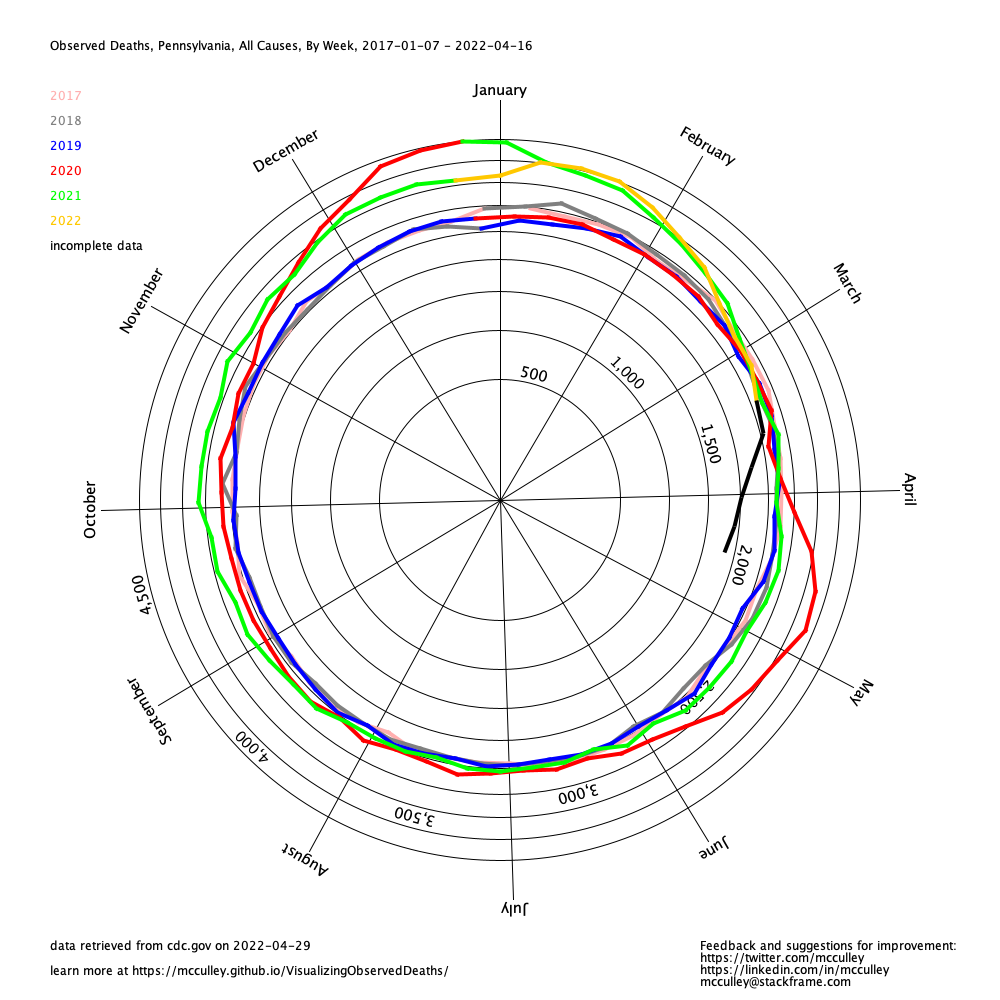 Observed Deaths, Pennsylvania, All Causes, By Week, 2017-01-07 - 2022-04-16
2017
2018
2019
2020
2021
2022
incomplete data
January
February
March
April
May
June
July
August
September
October
November
December
500
1,000
1,500
2,000
2,500
3,000
3,500
4,000
4,500
data retrieved from cdc.gov on 2022-04-29
learn more at https://mcculley.github.io/VisualizingObservedDeaths/
Feedback and suggestions for improvement:
https://twitter.com/mcculley
https://linkedin.com/in/mcculley
mcculley@stackframe.com